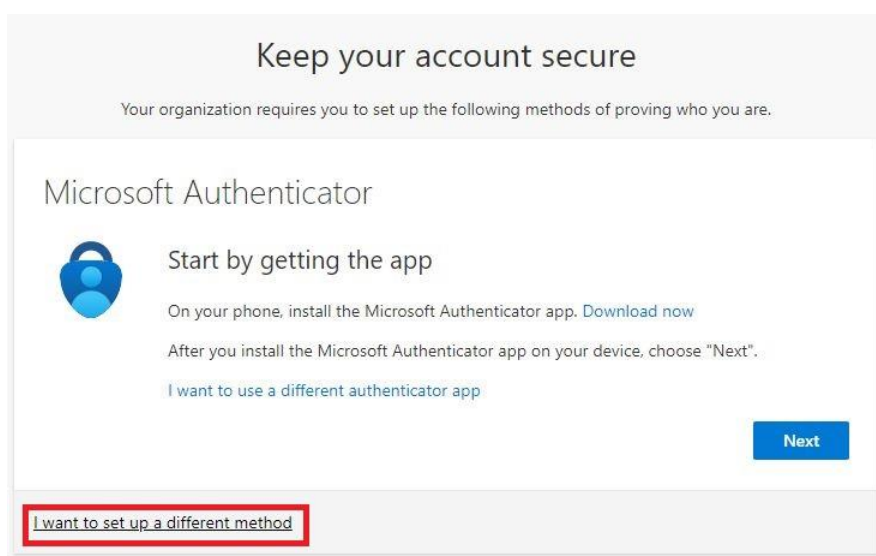 Keep your account secure
Your organization requires you to set up the following methods of proving who you are.
Microsoft Authenticator
Start by getting the app
On your phone, install the Microsoft Authenticator app. Download now
After you install the Microsoft Authenticator app on your device, choose "Next".
I want to use a different authenticator app
Next
I want to set up a different method